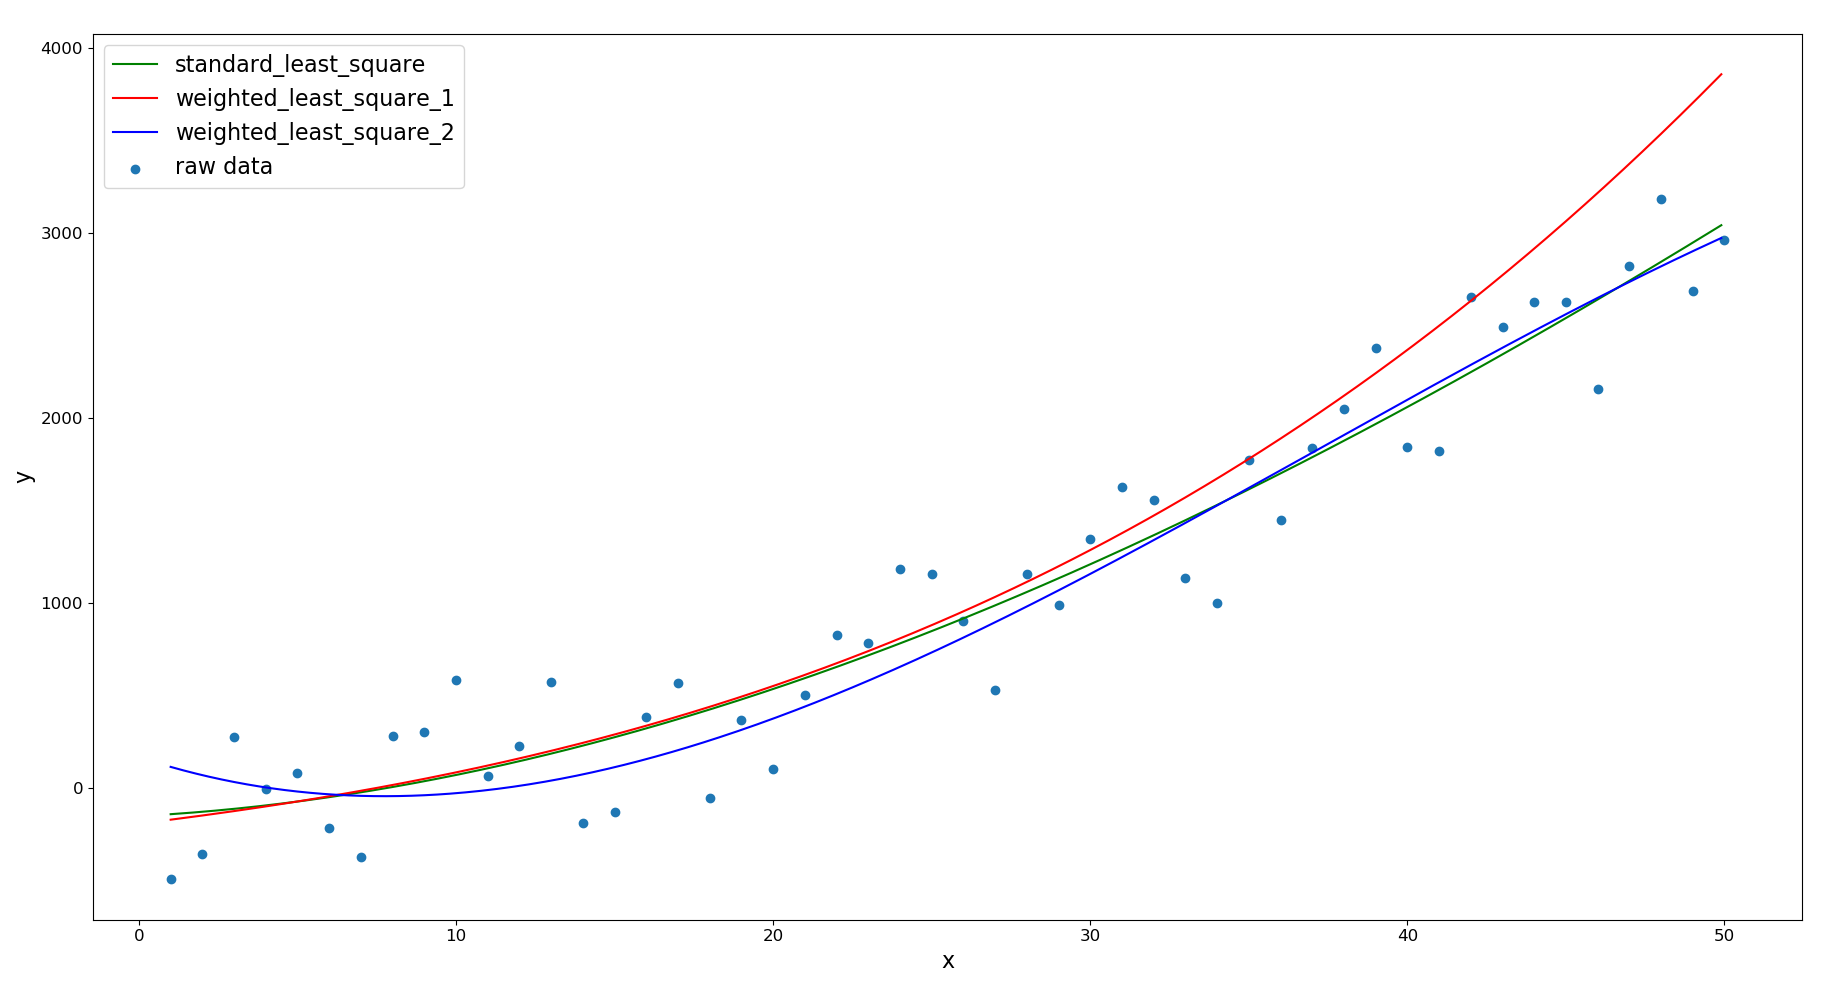 standard_least_square
weighted_least_square_1
weighted_least_square_2
raw data
4000
3000
2000
1000
0
y
0 10 20 30 40 50
x